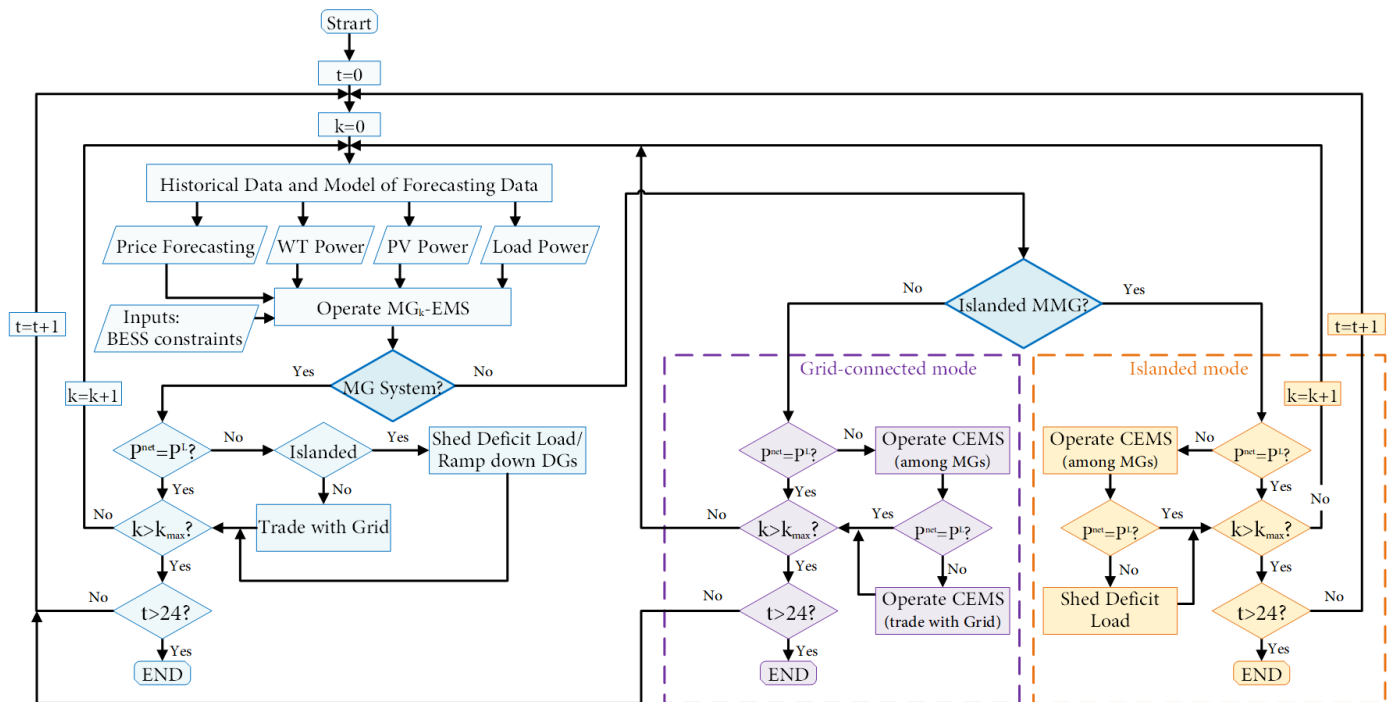 Strart
t=0
k=0
Historical Data and Model of Forecasting Data
Price Forecasting
WT Power
PV Power
Load Power
Inputs:
BESS constraints
Operate MGk-EMS
t=t+1
k=k+1
Yes
MG System?
No
Pnet=PL?
No
Islanded
Yes
Shed Deficit Load/
Ramp down DGs
Yes
No
No
k>kmax?
Trade with Grid
Yes
No
t>24?
Yes
END
No
Islanded MMG?
Yes
Grid-connected mode
Pnet=PL?
No
Operate CEMS
(among MGs)
Yes
No
k>kmax?
Yes
Pnet=PL?
Yes
No
No
t>24?
Operate CEMS
(trade with Grid)
Yes
END
Islanded mode
t=t+1
k=k+1
Operate CEMS
(among MGs)
No
Pnet=PL?
Yes
No
Pnet=PL?
Yes
k>kmax?
No
Yes
Shed Deficit
Load
t>24?
No
Yes
END